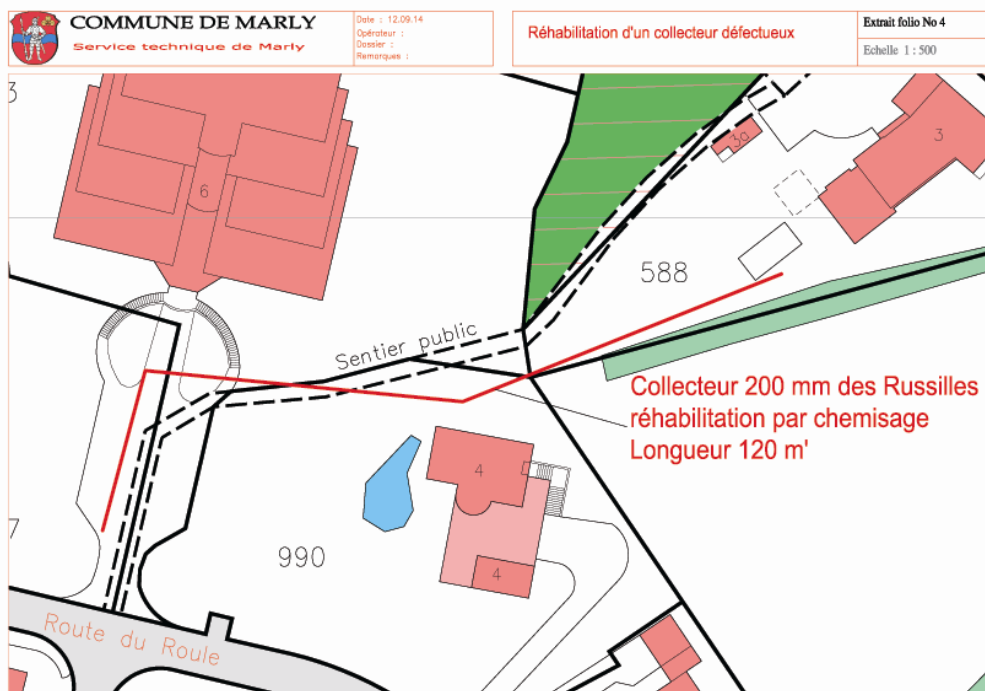 COMMUNE DE MARLY
Service technique de Marly
Date : 12.09.14
Opérateur :
Dossier :
Remarques :
Réhabilitation d'un collecteur défectueux
Extrait folio No 4
Echelle 1 : 500
3
6
3a
3
588
Sentier public
Collecteur 200 mm des Russilles
réhabilitation par chemisage
Longueur 120 m'
4
7
990
4
Route du Roule